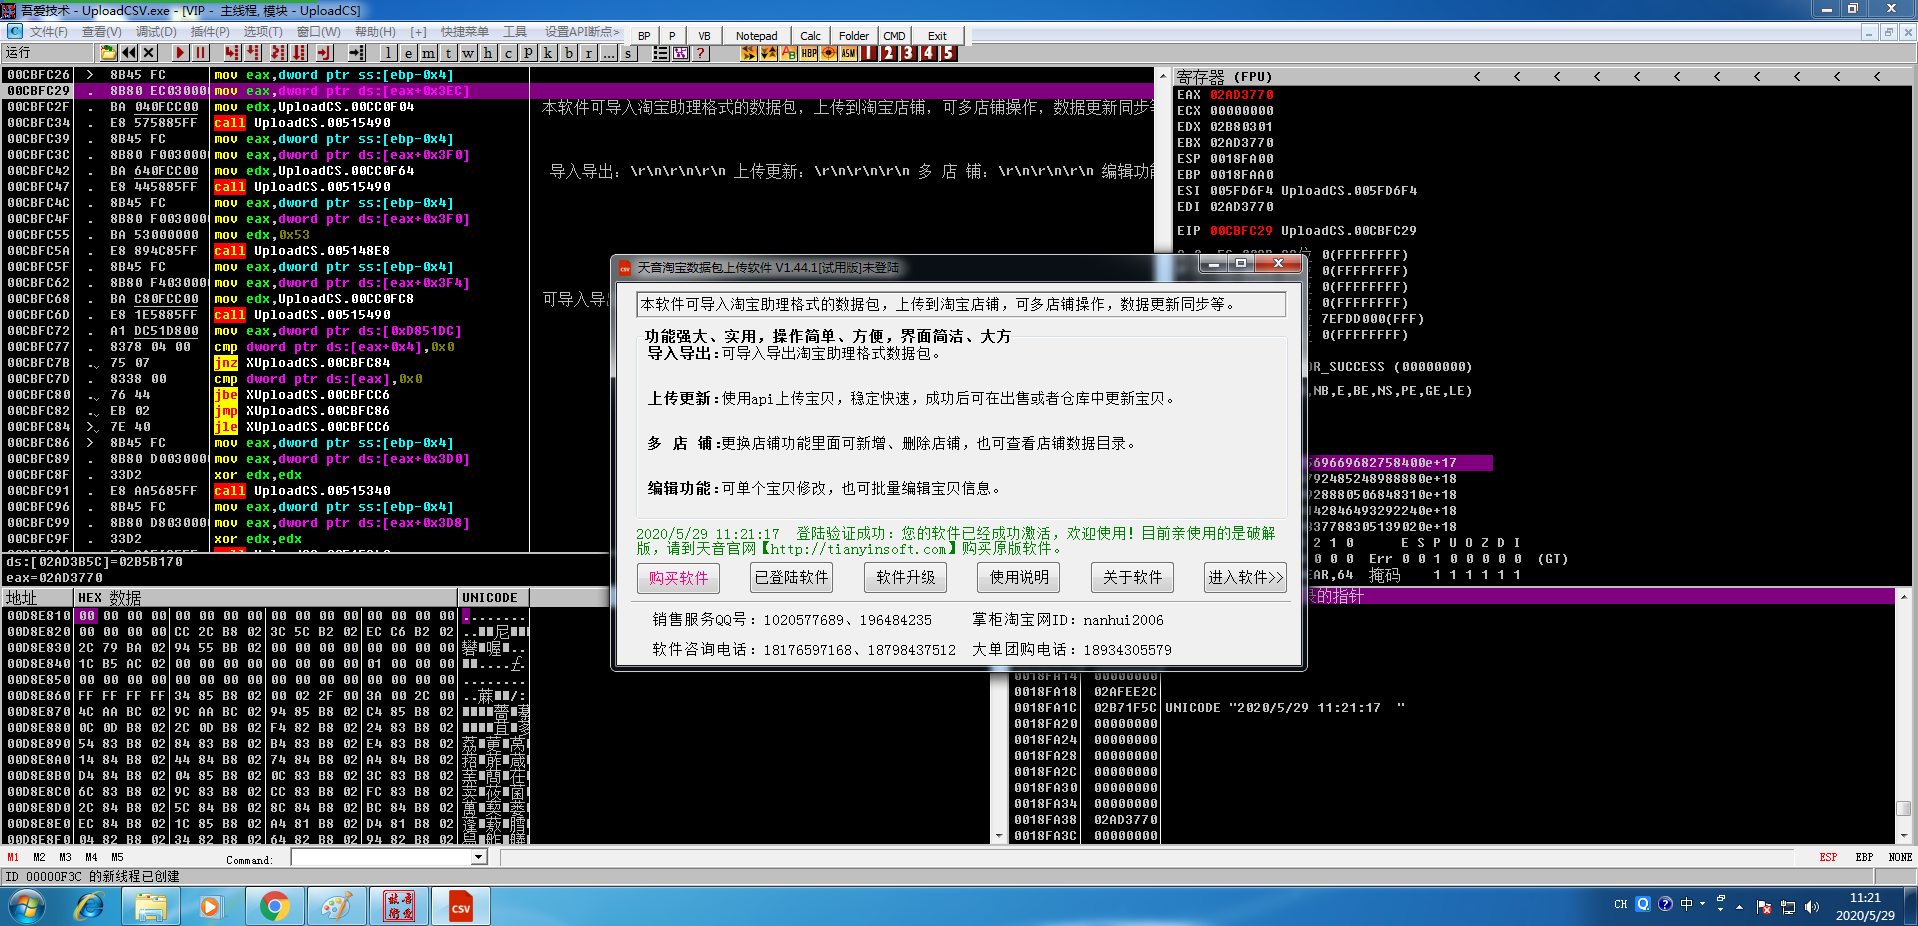 吾爱技术 - UploadCSV.exe - [VIP - 主线程, 模块 - UploadCS]
文件(F) 查看(V) 调试(D) 插件(P) 选项(T) 窗口(W) 帮助(H) [+] 快捷菜单 工具 设置API断点>
BP P VB Notepad Calc Folder CMD Exit
运行
l e m t w h c p k b r ... s
00CBFC26 > 8B45 FC mov eax,dword ptr ss:[ebp-0x4]
00CBFC29 . 8B80 EC030000 mov eax,dword ptr ds:[eax+0x3EC]
00CBFC2F . BA 040FCC00 mov edx,UploadCS.00CC0F04
00CBFC34 . E8 575885FF call UploadCS.00515490
00CBFC39 . 8B45 FC mov eax,dword ptr ss:[ebp-0x4]
00CBFC3C . 8B80 F0030000 mov eax,dword ptr ds:[eax+0x3F0]
00CBFC42 . BA 640FCC00 mov edx,UploadCS.00CC0F64
00CBFC47 . E8 445885FF call UploadCS.00515490
00CBFC4C . 8B45 FC mov eax,dword ptr ss:[ebp-0x4]
00CBFC4F . 8B80 F0030000 mov eax,dword ptr ds:[eax+0x3F0]
00CBFC55 . BA 53000000 mov edx,0x53
00CBFC5A . E8 894C85FF call UploadCS.005148E8
00CBFC5F . 8B45 FC mov eax,dword ptr ss:[ebp-0x4]
00CBFC62 . 8B80 F4030000 mov eax,dword ptr ds:[eax+0x3F4]
00CBFC68 . BA C80FCC00 mov edx,UploadCS.00CC0FC8
00CBFC6D . E8 1E5885FF call UploadCS.00515490
00CBFC72 . A1 DC51D800 mov eax,dword ptr ds:[0xD851DC]
00CBFC77 . 8378 04 00 cmp dword ptr ds:[eax+0x4],0x0
00CBFC7B . 75 07 jnz XUploadCS.00CBFC84
00CBFC7D . 8338 00 cmp dword ptr ds:[eax],0x0
00CBFC80 . 76 44 jbe XUploadCS.00CBFCC6
00CBFC82 . EB 02 jmp XUploadCS.00CBFC86
00CBFC84 > 7E 40 jle XUploadCS.00CBFCC6
00CBFC86 > 8B45 FC mov eax,dword ptr ss:[ebp-0x4]
00CBFC89 . 8B80 D0030000 mov eax,dword ptr ds:[eax+0x3D0]
00CBFC8F . 33D2 xor edx,edx
00CBFC91 . E8 AA5685FF call UploadCS.00515340
00CBFC96 . 8B45 FC mov eax,dword ptr ss:[ebp-0x4]
00CBFC99 . 8B80 D8030000 mov eax,dword ptr ds:[eax+0x3D8]
00CBFC9F . 33D2 xor edx,edx
本软件可导入淘宝助理格式的数据包，上传到淘宝店铺，可多店铺操作，数据更新同步等
导入导出：\r\n\r\n\r\n 上传更新：\r\n\r\n\r\n 多 店 铺：\r\n\r\n\r\n 编辑功能
可导入导出
ds:[02AD3B5C]=02B5B170
eax=02AD3770
寄存器 (FPU) < < < < < < < < < < <
EAX 02AD3770
ECX 00000000
EDX 02B80301
EBX 02AD3770
ESP 0018FA00
EBP 0018FAA0
ESI 005FD6F4 UploadCS.005FD6F4
EDI 02AD3770
EIP 00CBFC29 UploadCS.00CBFC29
0(FFFFFFFF)
0(FFFFFFFF)
0(FFFFFFFF)
0(FFFFFFFF)
7EFDD000(FFF)
0(FFFFFFFF)
OR_SUCCESS (00000000)
,NB,E,BE,NS,PE,GE,LE)
569669682758400e+17
792485248988880e+18
928880506848310e+18
142846493292240e+18
837788305139020e+18
2 1 0 E S P U O Z D I
0 0 0 Err 0 0 1 0 0 0 0 0 (GT)
EAR,64 掩码 1 1 1 1 1 1
天音淘宝数据包上传软件 V1.44.1[试用版]未登陆
本软件可导入淘宝助理格式的数据包，上传到淘宝店铺，可多店铺操作，数据更新同步等。
功能强大、实用，操作简单、方便，界面简洁、大方
导入导出:可导入导出淘宝助理格式数据包。
上传更新:使用api上传宝贝，稳定快速，成功后可在出售或者仓库中更新宝贝。
多 店 铺:更换店铺功能里面可新增、删除店铺，也可查看店铺数据目录。
编辑功能:可单个宝贝修改，也可批量编辑宝贝信息。
2020/5/29 11:21:17 登陆验证成功：您的软件已经成功激活，欢迎使用！目前亲使用的是破解
版，请到天音官网【http://tianyinsoft.com】购买原版软件。
购买软件 已登陆软件 软件升级 使用说明 关于软件 进入软件>>
销售服务QQ号：1020577689、196484235 掌柜淘宝网ID：nanhui2006
软件咨询电话：18176597168、18798437512 大单团购电话：18934305579
地址 HEX 数据 UNICODE
00D8E810 00 00 00 00 00 00 00 00 00 00 00 00 00 00 00 00
00D8E820 00 00 00 00 CC 2C B8 02 3C 5C B2 02 EC C6 B2 02
00D8E830 2C 79 BA 02 94 55 BB 02 00 00 00 00 00 00 00 00
00D8E840 1C B5 AC 02 00 00 00 00 00 00 00 00 01 00 00 00
00D8E850 00 00 00 00 00 00 00 00 00 00 00 00 00 00 00 00
00D8E860 FF FF FF FF 34 85 B8 02 00 02 2F 00 3A 00 2C 00
00D8E870 4C AA BC 02 9C AA BC 02 94 85 B8 02 C4 85 B8 02
00D8E880 0C 0D B8 02 2C 0D B8 02 F4 82 B8 02 24 83 B8 02
00D8E890 54 83 B8 02 84 83 B8 02 B4 83 B8 02 E4 83 B8 02
00D8E8A0 14 84 B8 02 44 84 B8 02 74 84 B8 02 A4 84 B8 02
00D8E8B0 D4 84 B8 02 04 85 B8 02 0C 83 B8 02 3C 83 B8 02
00D8E8C0 6C 83 B8 02 9C 83 B8 02 CC 83 B8 02 FC 83 B8 02
00D8E8D0 2C 84 B8 02 5C 84 B8 02 8C 84 B8 02 BC 84 B8 02
00D8E8E0 EC 84 B8 02 1C 85 B8 02 A4 81 B8 02 D4 81 B8 02
00D8E8F0 04 82 B8 02 34 82 B8 02 64 82 B8 02 94 82 B8 02
的指针
0018FA14 00000000
0018FA18 02AFEE2C
0018FA1C 02B71F5C UNICODE "2020/5/29 11:21:17 "
0018FA20 00000000
0018FA24 00000000
0018FA28 00000000
0018FA2C 00000000
0018FA30 00000000
0018FA34 00000000
0018FA38 02AD3770
0018FA3C 00000000
M1 M2 M3 M4 M5 Command: ESP EBP NONE
ID 00000F3C 的新线程已创建
CSV
CH 中
11:21
2020/5/29